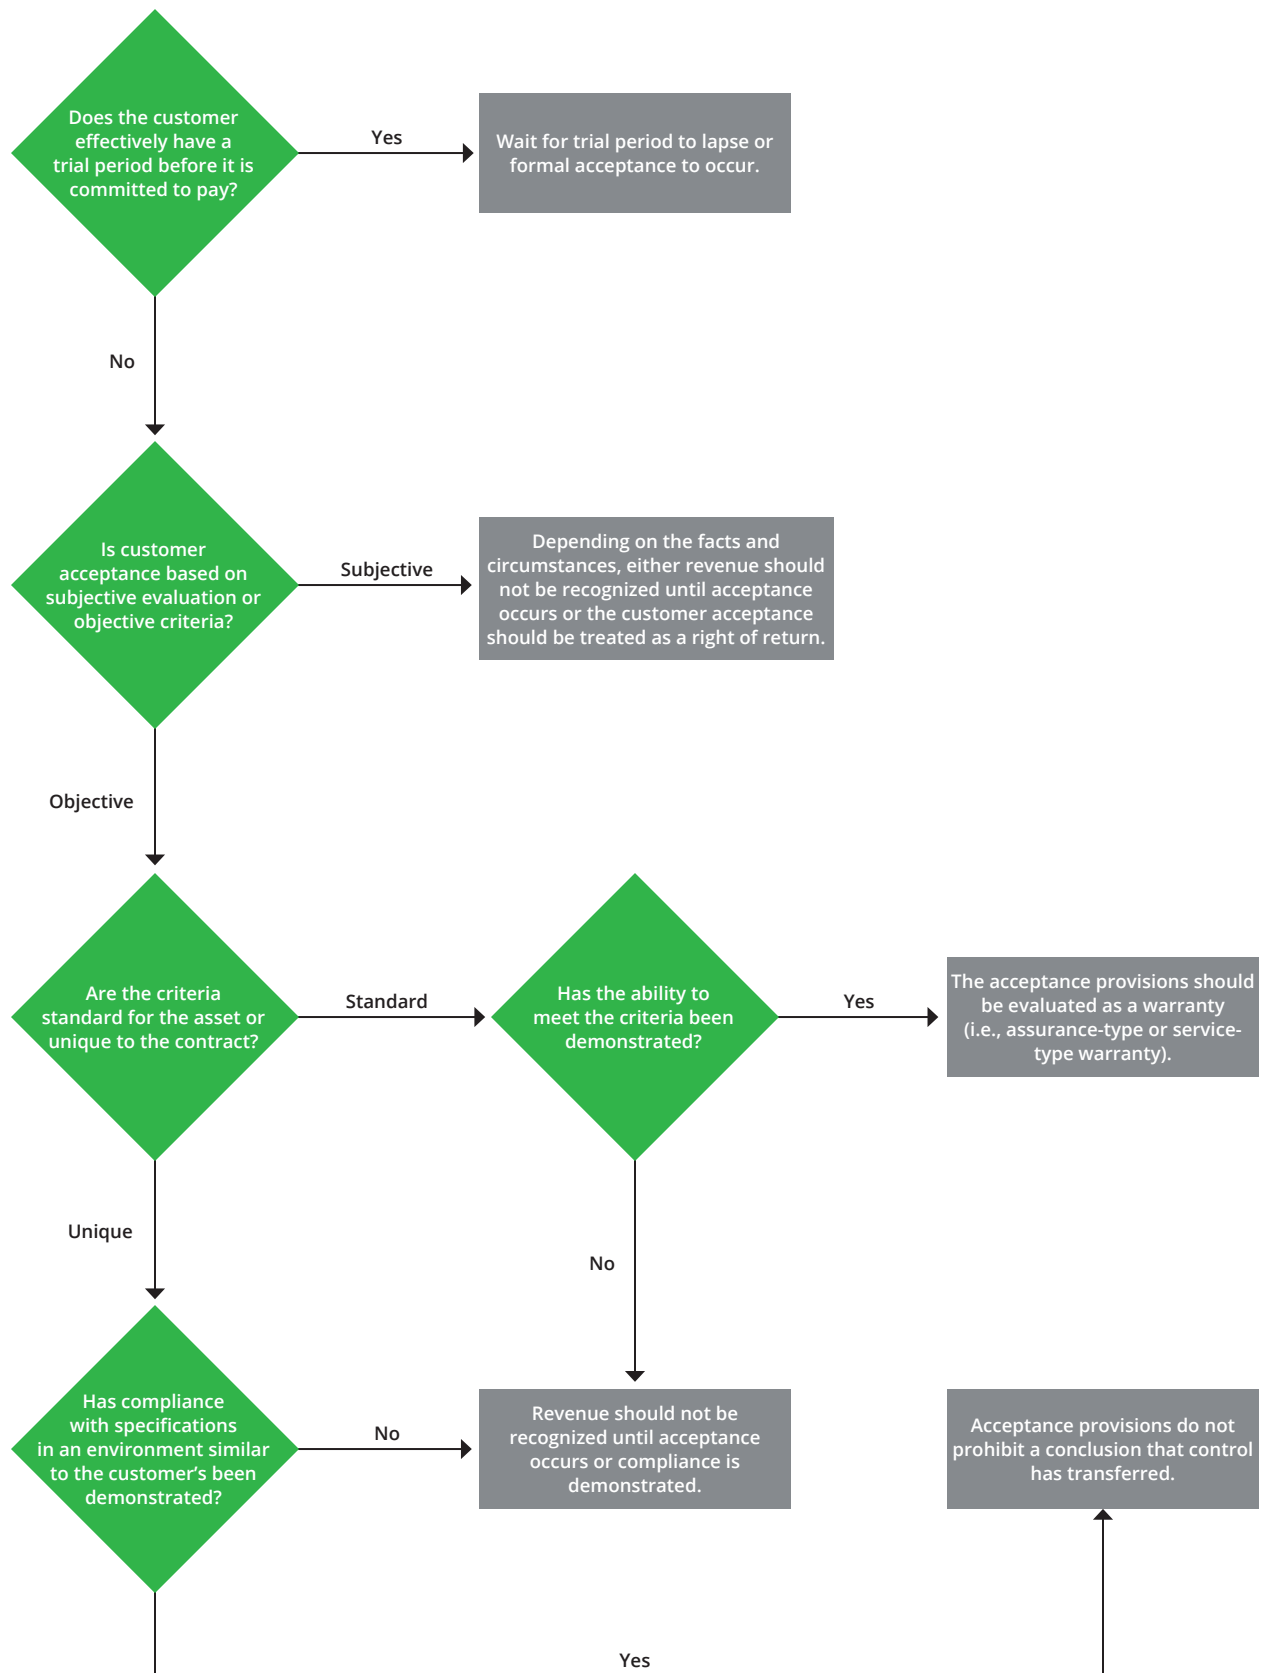 Does the customer
effectively have a
trial period before it is
committed to pay?
Yes
Wait for trial period to lapse or
formal acceptance to occur.
No
Is customer
acceptance based on
subjective evaluation or
objective criteria?
Subjective
Depending on the facts and
circumstances, either revenue should
not be recognized until acceptance
occurs or the customer acceptance
should be treated as a right of return.
Objective
Are the criteria
standard for the asset or
unique to the contract?
Standard
Has the ability to
meet the criteria been
demonstrated?
Yes
The acceptance provisions should
be evaluated as a warranty
(i.e., assurance-type or service-
type warranty).
Unique
No
Has compliance
with specifications
in an environment similar
to the customer’s been
demonstrated?
No
Revenue should not be
recognized until acceptance
occurs or compliance is
demonstrated.
Acceptance provisions do not
prohibit a conclusion that control
has transferred.
Yes